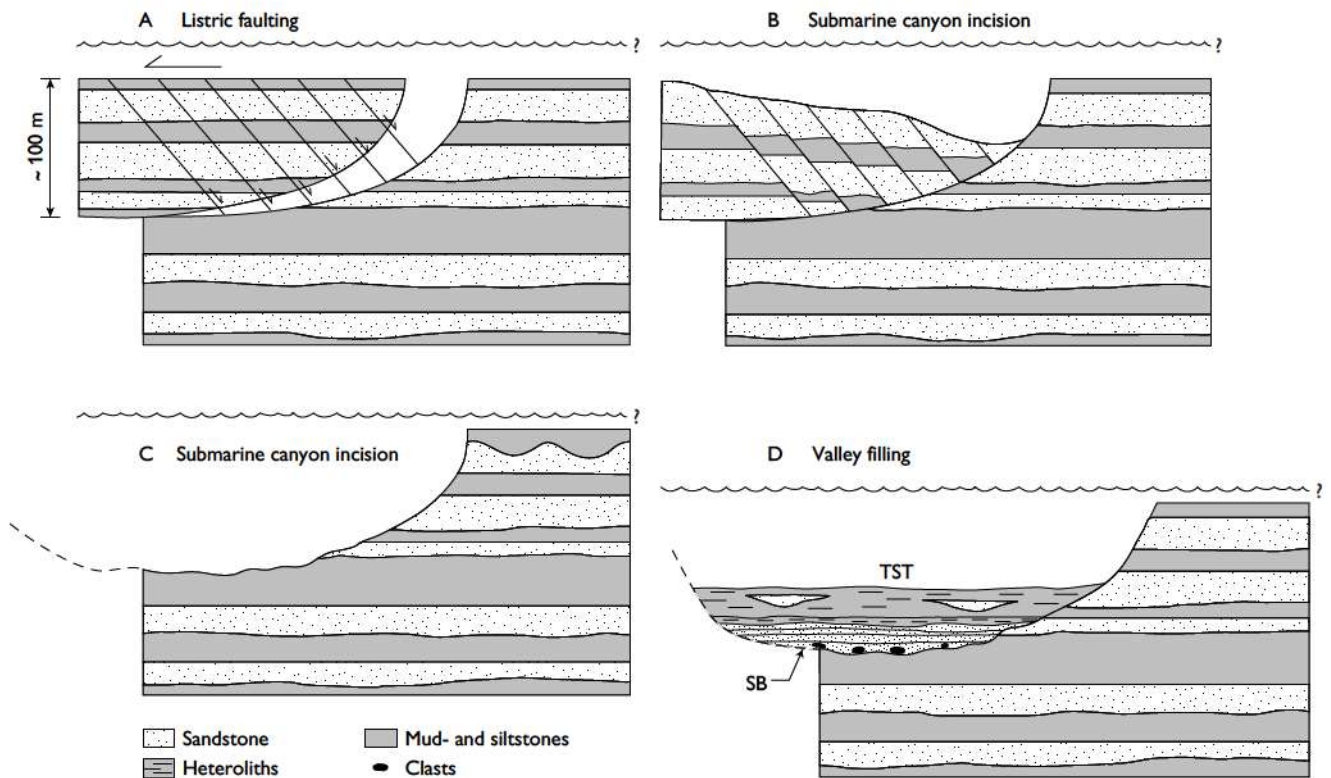 A Listric faulting
?
~ 100 m
B Submarine canyon incision
?
?
C Submarine canyon incision
D Valley filling
?
TST
SB
Sandstone
Mud- and siltstones
Heteroliths
Clasts